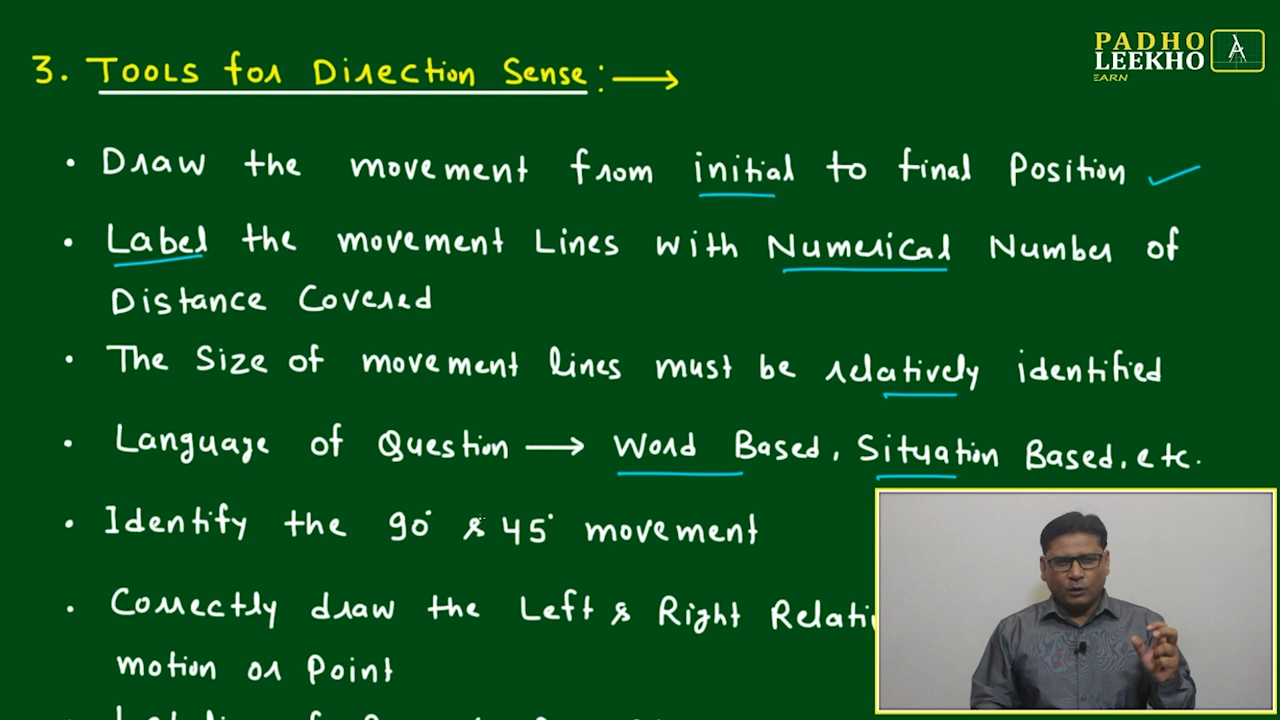 PADHO
LEEKHO
EARN
3. Tools for Direction Sense:→
• Draw the movement from initial to final Position ✓
• Label the movement Lines with Numerical Number of
Distance Covered
• The Size of movement lines must be relatively identified
• Language of Question → Word Based, Situation Based, etc.
• Identify the 90° & 45° movement
• Correctly draw the Left & Right
motion or Point